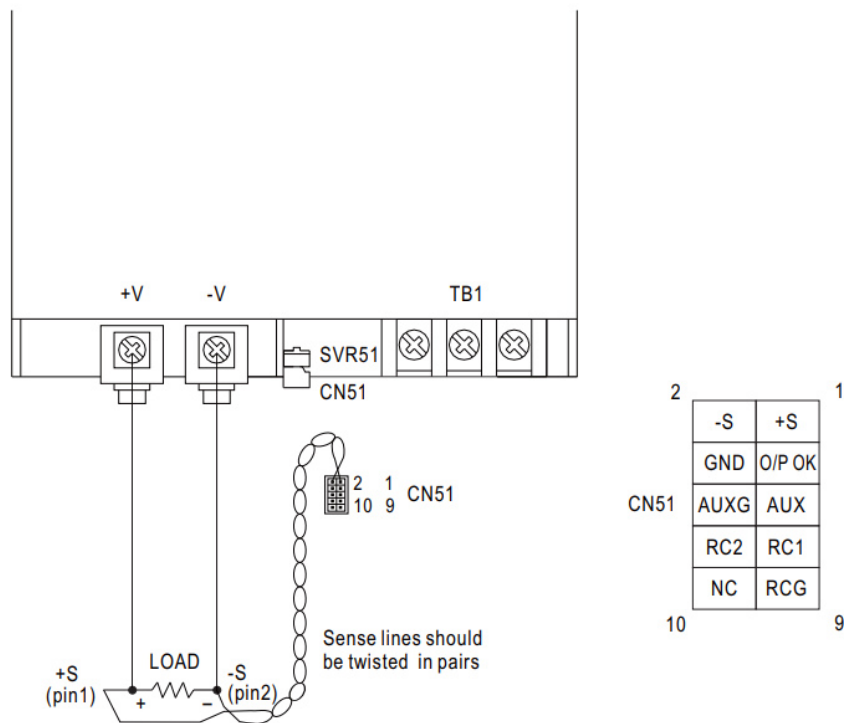 +V -V TB1
SVR51
CN51
2 1
-S +S
GND O/P OK
CN51 AUXG AUX
RC2 RC1
NC RCG
10 9
2 1
10 9
CN51
Sense lines should
be twisted in pairs
+S
(pin1)
LOAD
-S
(pin2)
+ −